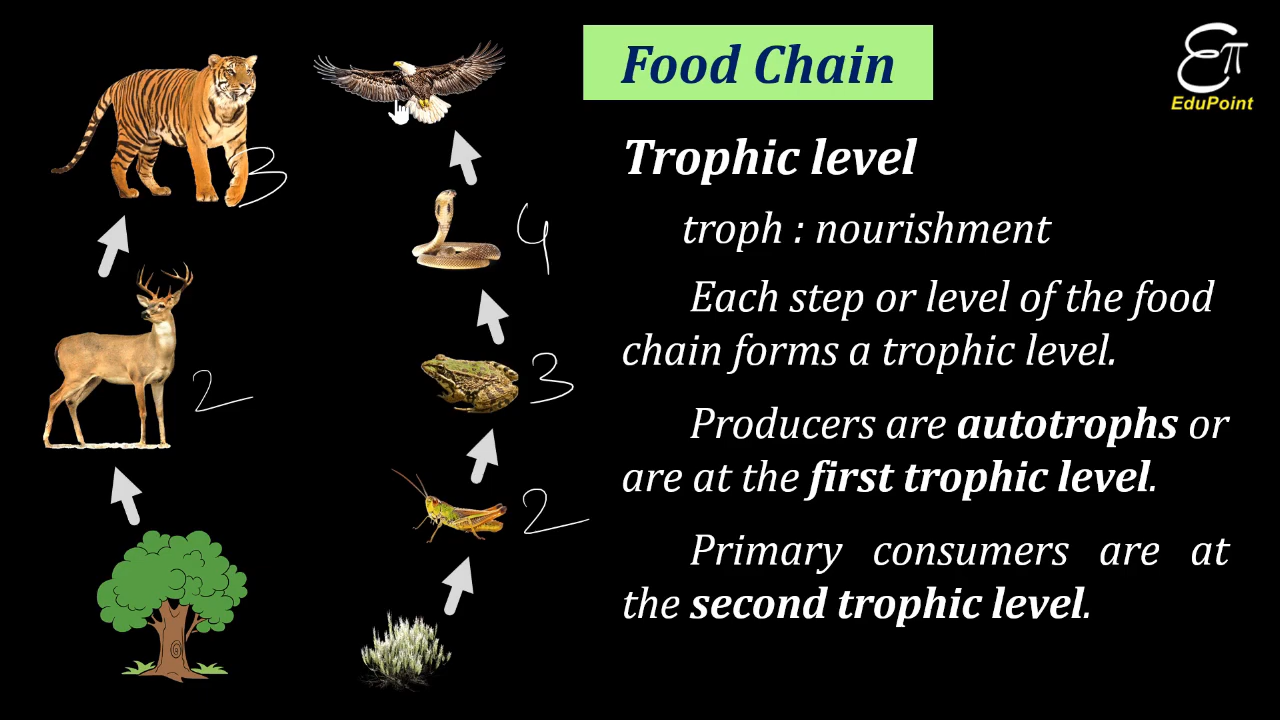 Food Chain
Eπ
EduPoint
Trophic level
troph : nourishment
Each step or level of the food
chain forms a trophic level.
Producers are autotrophs or
are at the first trophic level.
Primary consumers are at
the second trophic level.
3
4
2
3
2